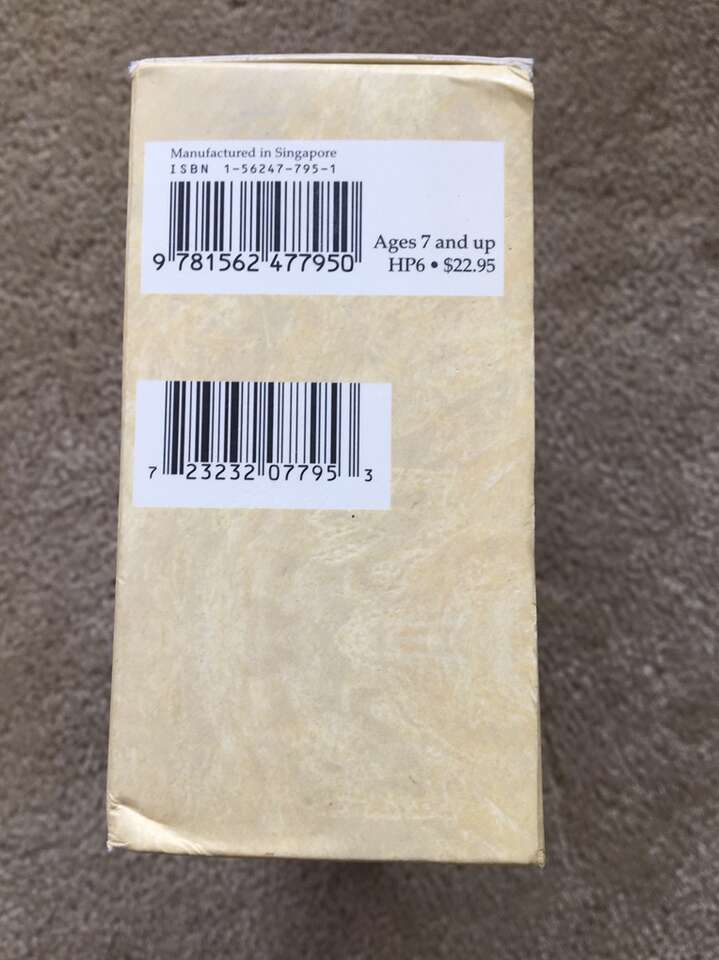 Manufactured in Singapore
ISBN 1-56247-795-1
9 781562 477950
Ages 7 and up
HP6 • $22.95
7 23232 07795 3